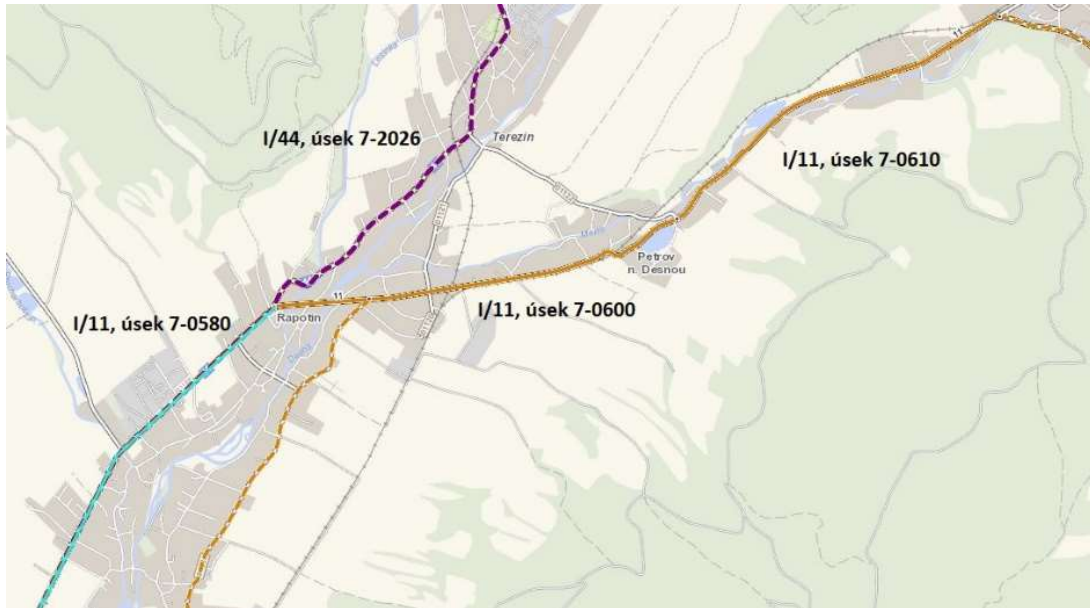 11
I/44, úsek 7-2026
Terezín
I/11, úsek 7-0610
Petrov
n. Desnou
11
I/11, úsek 7-0580
Rapotín
I/11, úsek 7-0600